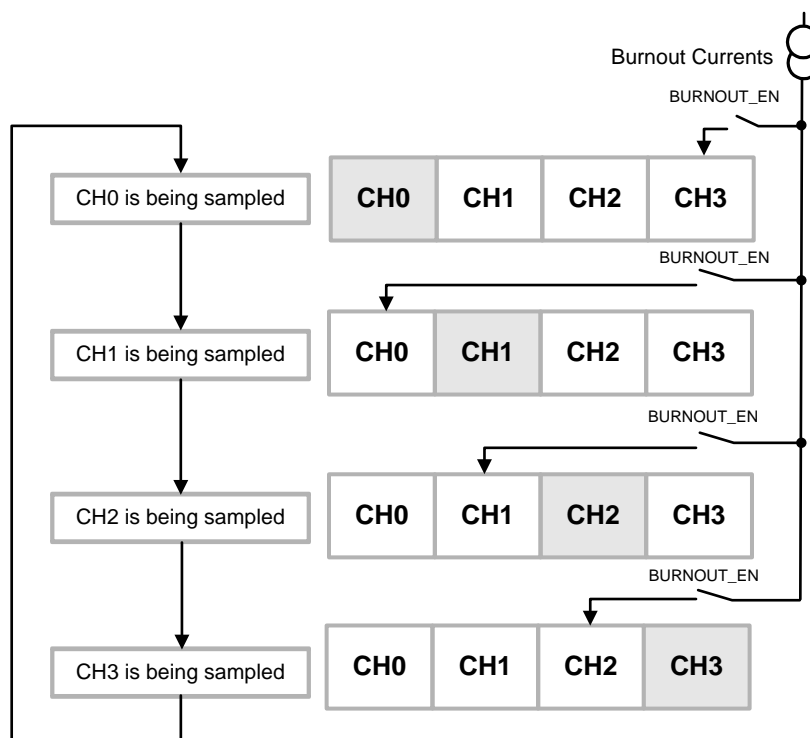 Burnout Currents
BURNOUT_EN
CH0 is being sampled
CH0 CH1 CH2 CH3
BURNOUT_EN
CH1 is being sampled
CH0 CH1 CH2 CH3
BURNOUT_EN
CH2 is being sampled
CH0 CH1 CH2 CH3
BURNOUT_EN
CH3 is being sampled
CH0 CH1 CH2 CH3